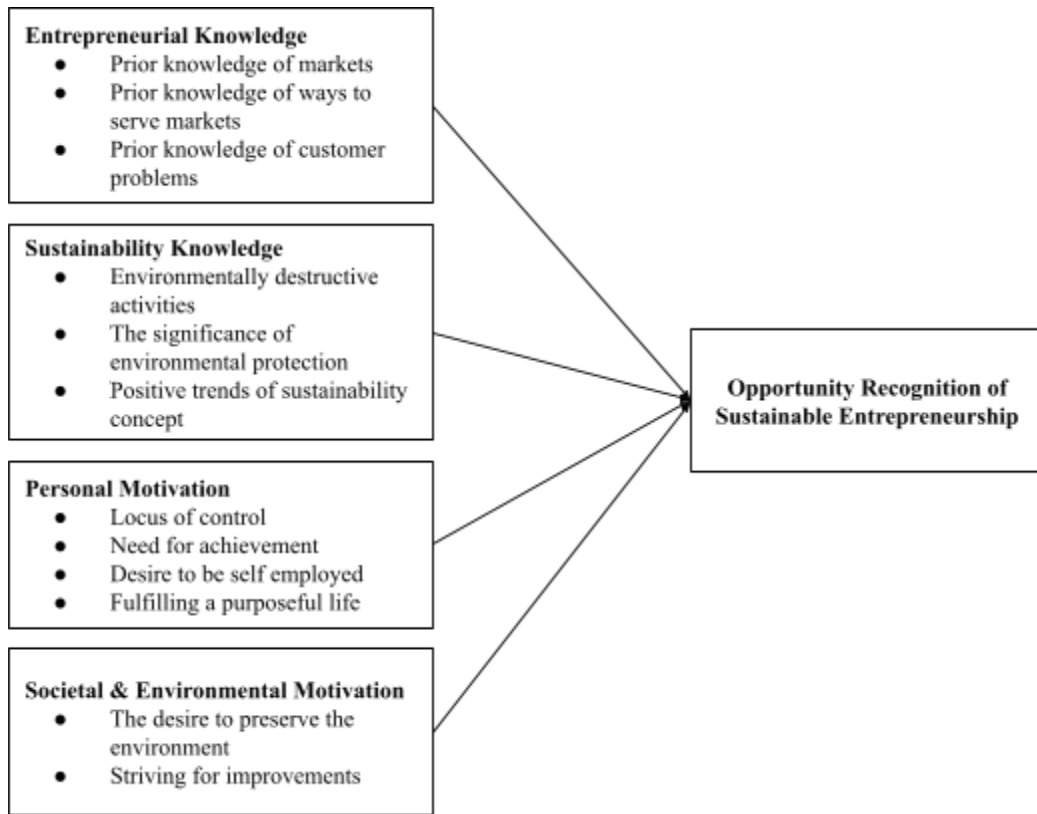 Entrepreneurial Knowledge
● Prior knowledge of markets
● Prior knowledge of ways to
serve markets
● Prior knowledge of customer
problems
Sustainability Knowledge
● Environmentally destructive
activities
● The significance of
environmental protection
● Positive trends of sustainability
concept
Personal Motivation
● Locus of control
● Need for achievement
● Desire to be self employed
● Fulfilling a purposeful life
Societal & Environmental Motivation
● The desire to preserve the
environment
● Striving for improvements
Opportunity Recognition of
Sustainable Entrepreneurship